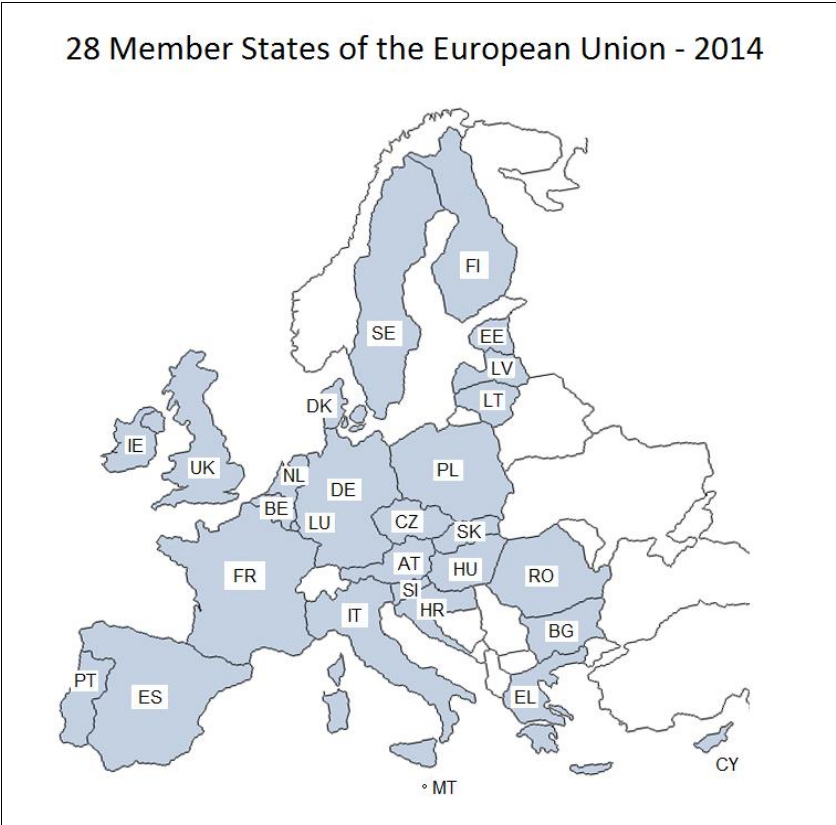 28 Member States of the European Union - 2014
FI
SE
EE
LV
LT
DK
IE
UK
NL
DE
PL
BE
LU
CZ
SK
AT
HU
FR
RO
SI
HR
IT
BG
PT
ES
EL
CY
MT